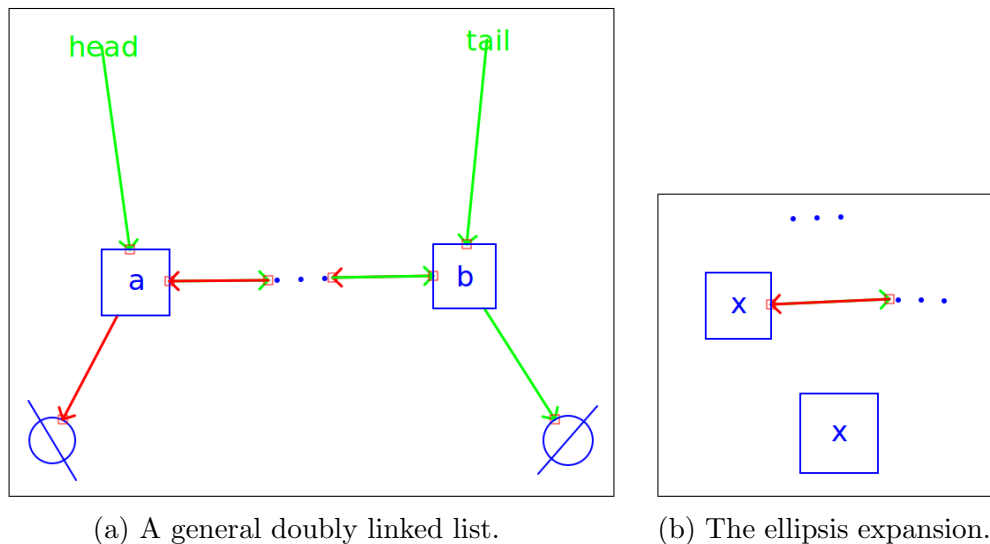 head
tail
a
. . .
b
. . .
x
. . .
x
(a) A general doubly linked list.
(b) The ellipsis expansion.